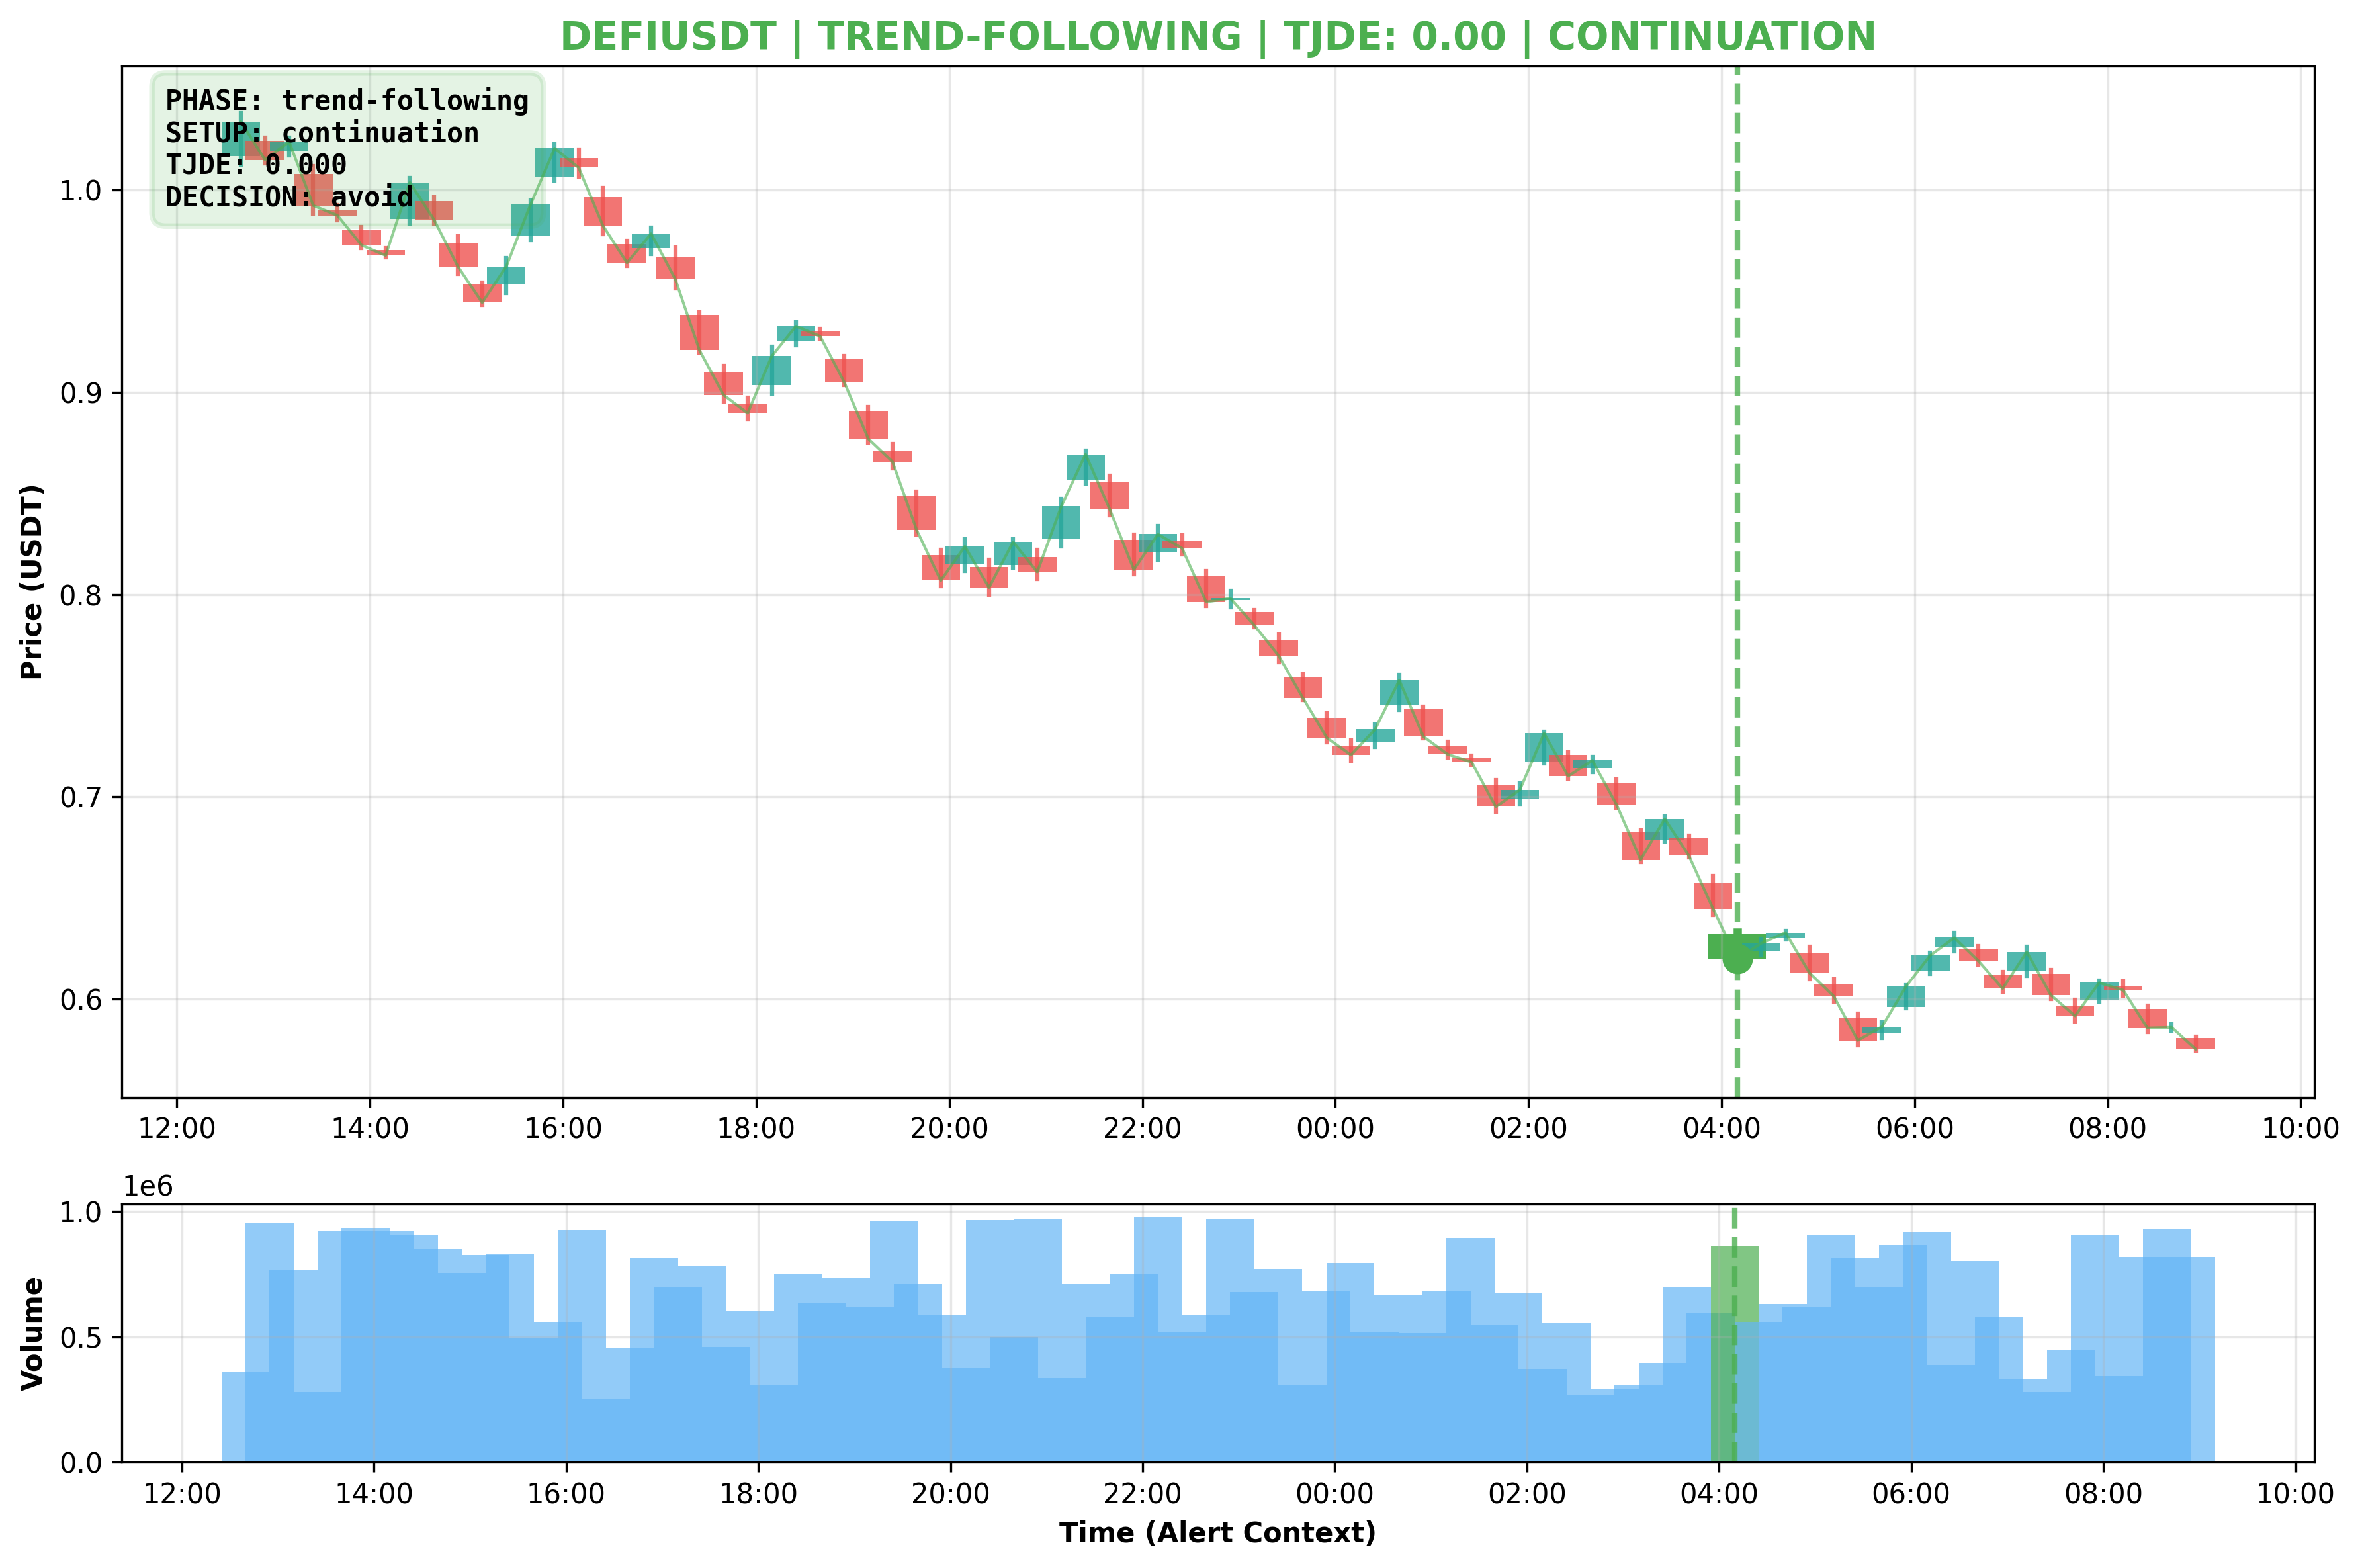 DEFIUSDT | TREND-FOLLOWING | TJDE: 0.00 | CONTINUATION
PHASE: trend-following
SETUP: continuation
TJDE: 0.000
DECISION: avoid
Price (USDT)
1.0
0.9
0.8
0.7
0.6
12:00 14:00 16:00 18:00 20:00 22:00 00:00 02:00 04:00 06:00 08:00 10:00
1e6
Volume
1.0
0.5
0.0
12:00 14:00 16:00 18:00 20:00 22:00 00:00 02:00 04:00 06:00 08:00 10:00
Time (Alert Context)